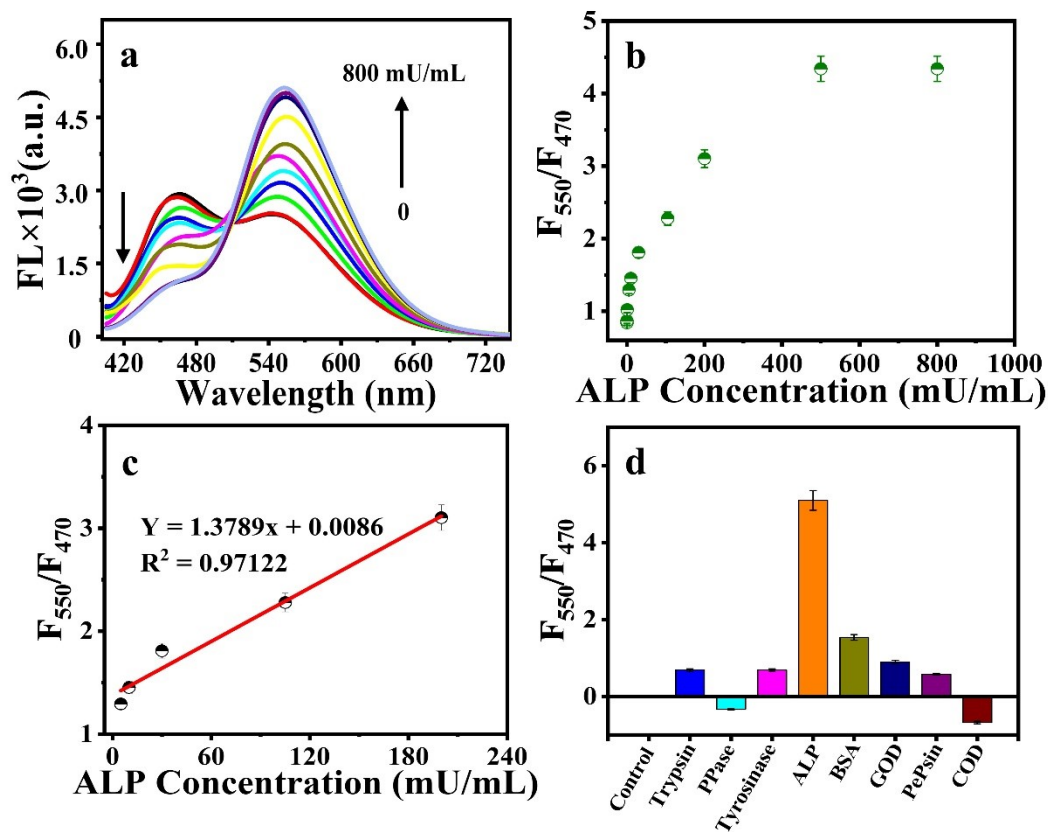 a
800 mU/mL
0
FL×10³(a.u.)
6.0
4.5
3.0
1.5
0
420 480 540 600 660 720
Wavelength (nm)
b
F₅₅₀/F₄₇₀
5
4
3
2
1
0 200 400 600 800 1000
ALP Concentration (mU/mL)
c
Y = 1.3789x + 0.0086
R² = 0.97122
F₅₅₀/F₄₇₀
4
3
2
1
0 60 120 180 240
ALP Concentration (mU/mL)
d
F₅₅₀/F₄₇₀
6
4
2
0
Control
Trypsin
PPase
Tyrosinase
ALP
BSA
GOD
PePsin
COD